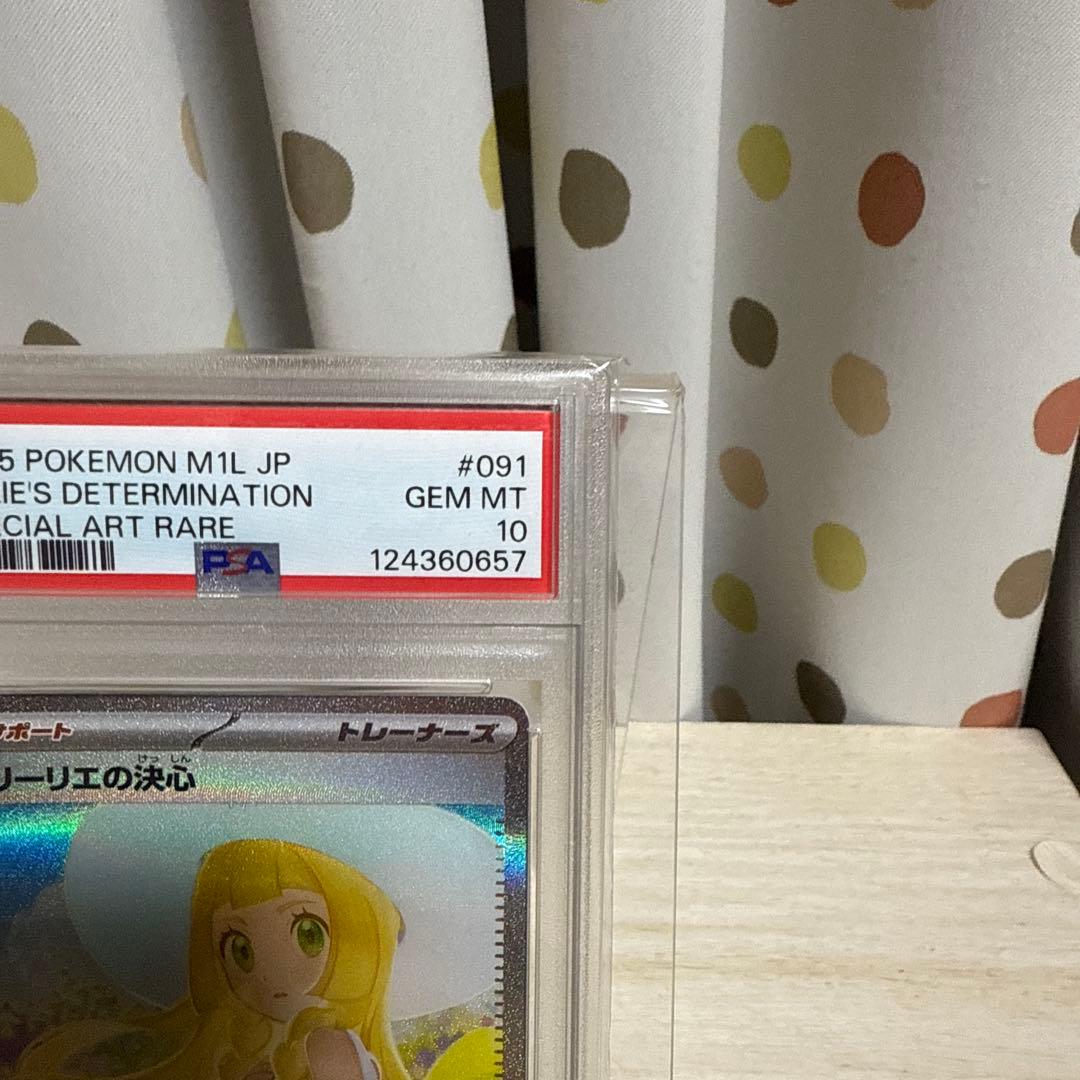 5 POKEMON M1L JP #091
IE'S DETERMINATION GEM MT
CIAL ART RARE 10
PSA 124360657
サポート トレーナーズ
けっ しん
リーリエの決心